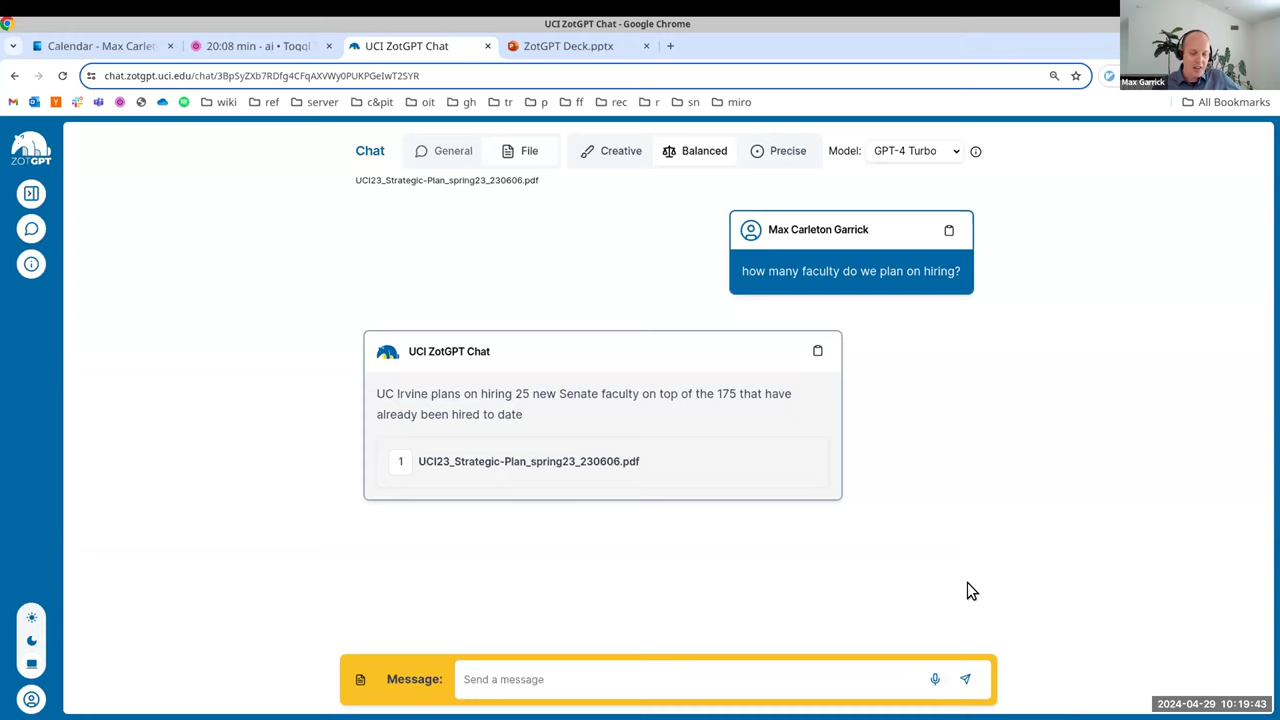 UCI ZotGPT Chat - Google Chrome
Calendar - Max Carlet
20:08 min - ai • Toggl
UCI ZotGPT Chat
ZotGPT Deck.pptx
chat.zotgpt.uci.edu/chat/3BpSyZXb7RDfg4CFqAXVWy0PUKPGeIwT2SYR
Max Garrick
wiki
ref
server
c&pit
oit
gh
tr
p
ff
rec
r
sn
miro
All Bookmarks
ZOTGPT
Chat
General
File
Creative
Balanced
Precise
Model:
GPT-4 Turbo
UCI23_Strategic-Plan_spring23_230606.pdf
Max Carleton Garrick
how many faculty do we plan on hiring?
UCI ZotGPT Chat
UC Irvine plans on hiring 25 new Senate faculty on top of the 175 that have
already been hired to date
1 UCI23_Strategic-Plan_spring23_230606.pdf
Message:
Send a message
2024-04-29 10:19:43